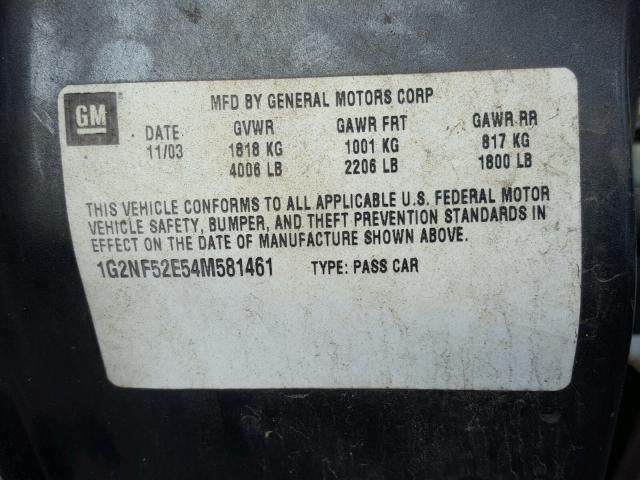 GM
MFD BY GENERAL MOTORS CORP
DATE GVWR GAWR FRT GAWR RR
11/03 1818 KG 1001 KG 817 KG
4006 LB 2206 LB 1800 LB
THIS VEHICLE CONFORMS TO ALL APPLICABLE U.S. FEDERAL MOTOR
VEHICLE SAFETY, BUMPER, AND THEFT PREVENTION STANDARDS IN
EFFECT ON THE DATE OF MANUFACTURE SHOWN ABOVE.
1G2NF52E54M581461 TYPE: PASS CAR